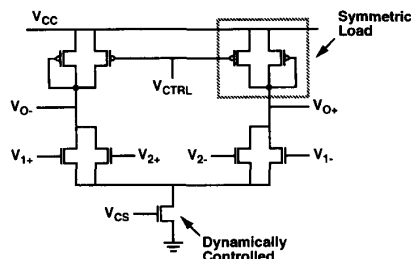 Symmetric
Load
VCC
VCTRL
VO-
VO+
V1+
V2+
V2-
V1-
VCS
Dynamically
Controlled